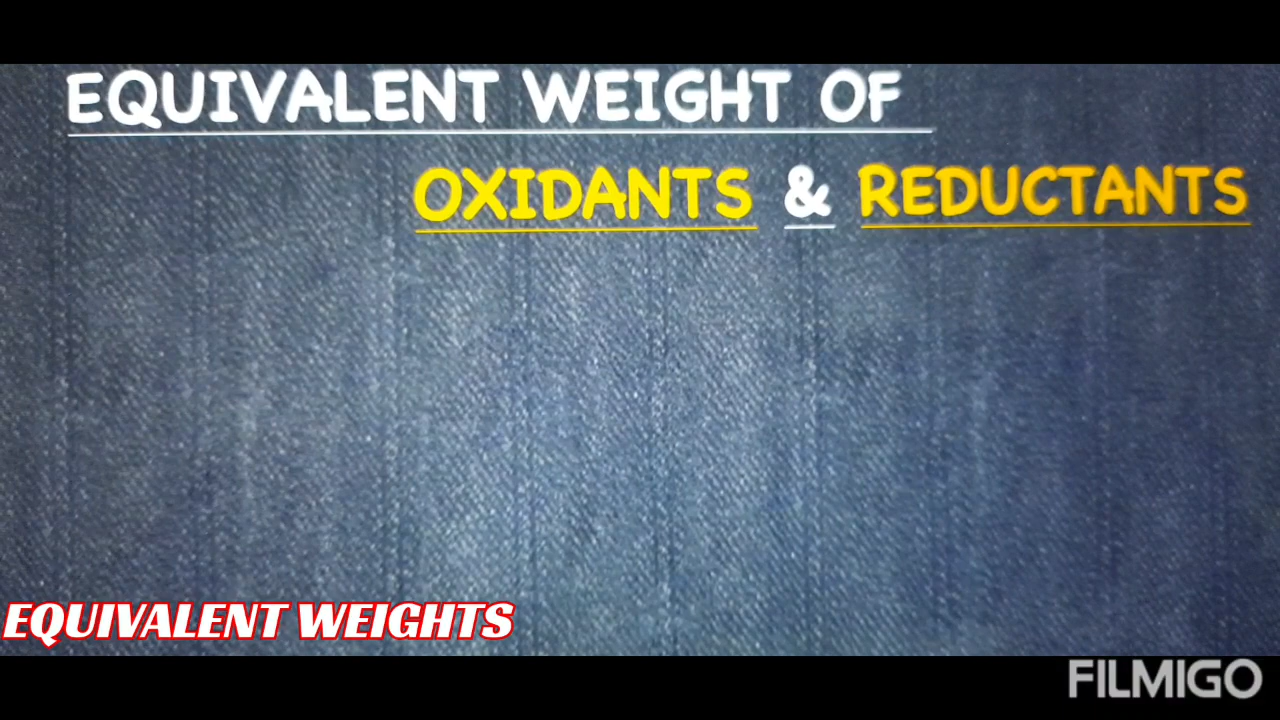 EQUIVALENT WEIGHT OF
OXIDANTS & REDUCTANTS
EQUIVALENT WEIGHTS
FILMIGO